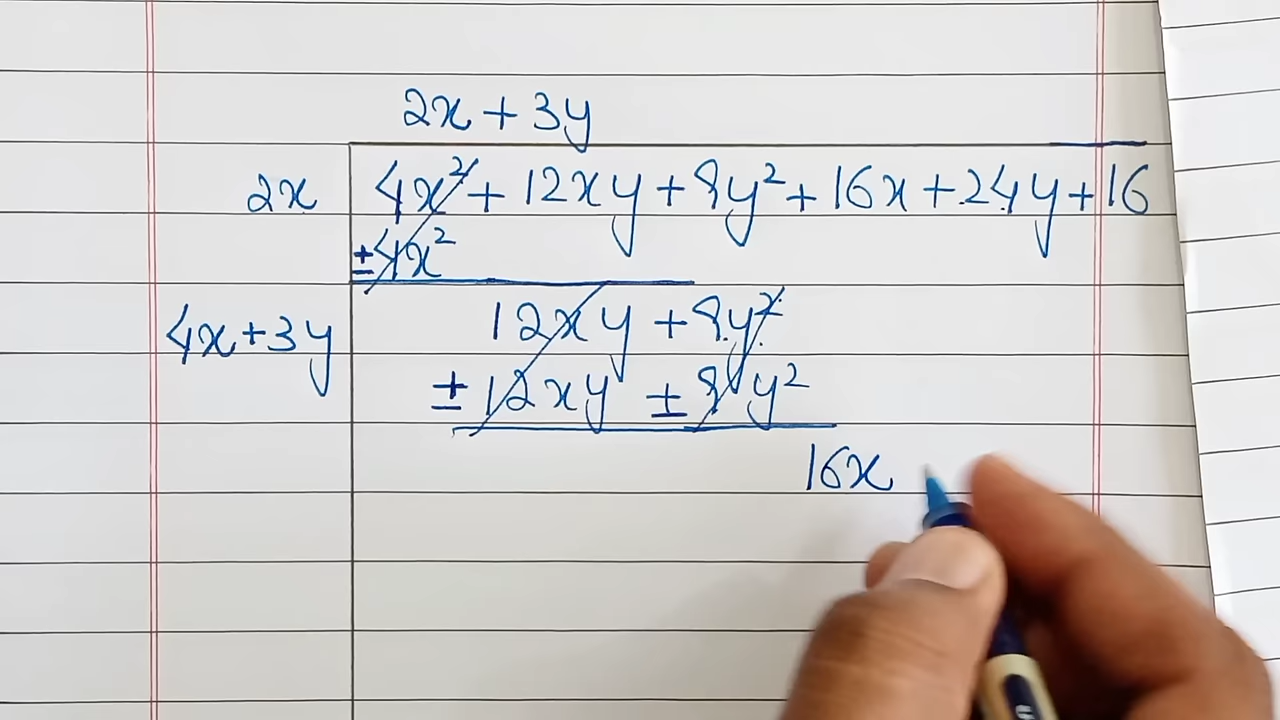 2x + 3y
2x 4x² + 12xy + 9y² + 16x + 24y + 16
±4x²
4x+3y 12xy + 9y²
± 12xy ± 9y²
16x